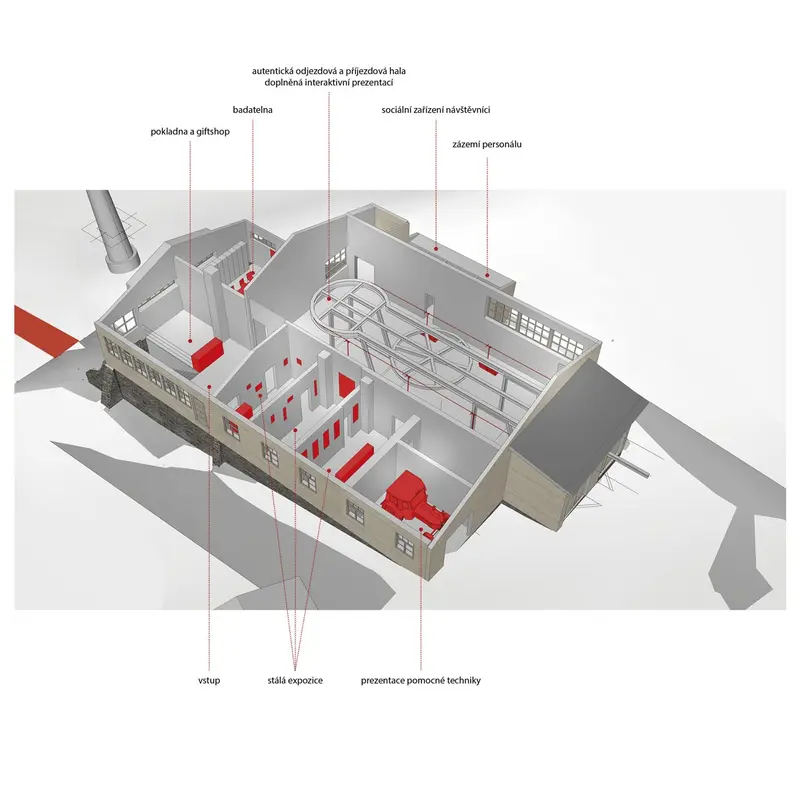 autentická odjezdová a příjezdová hala
doplněná interaktivní prezentací
badatelna
sociální zařízení návštěvníci
pokladna a giftshop
zázemí personálu
vstup
stálá expozice
prezentace pomocné techniky